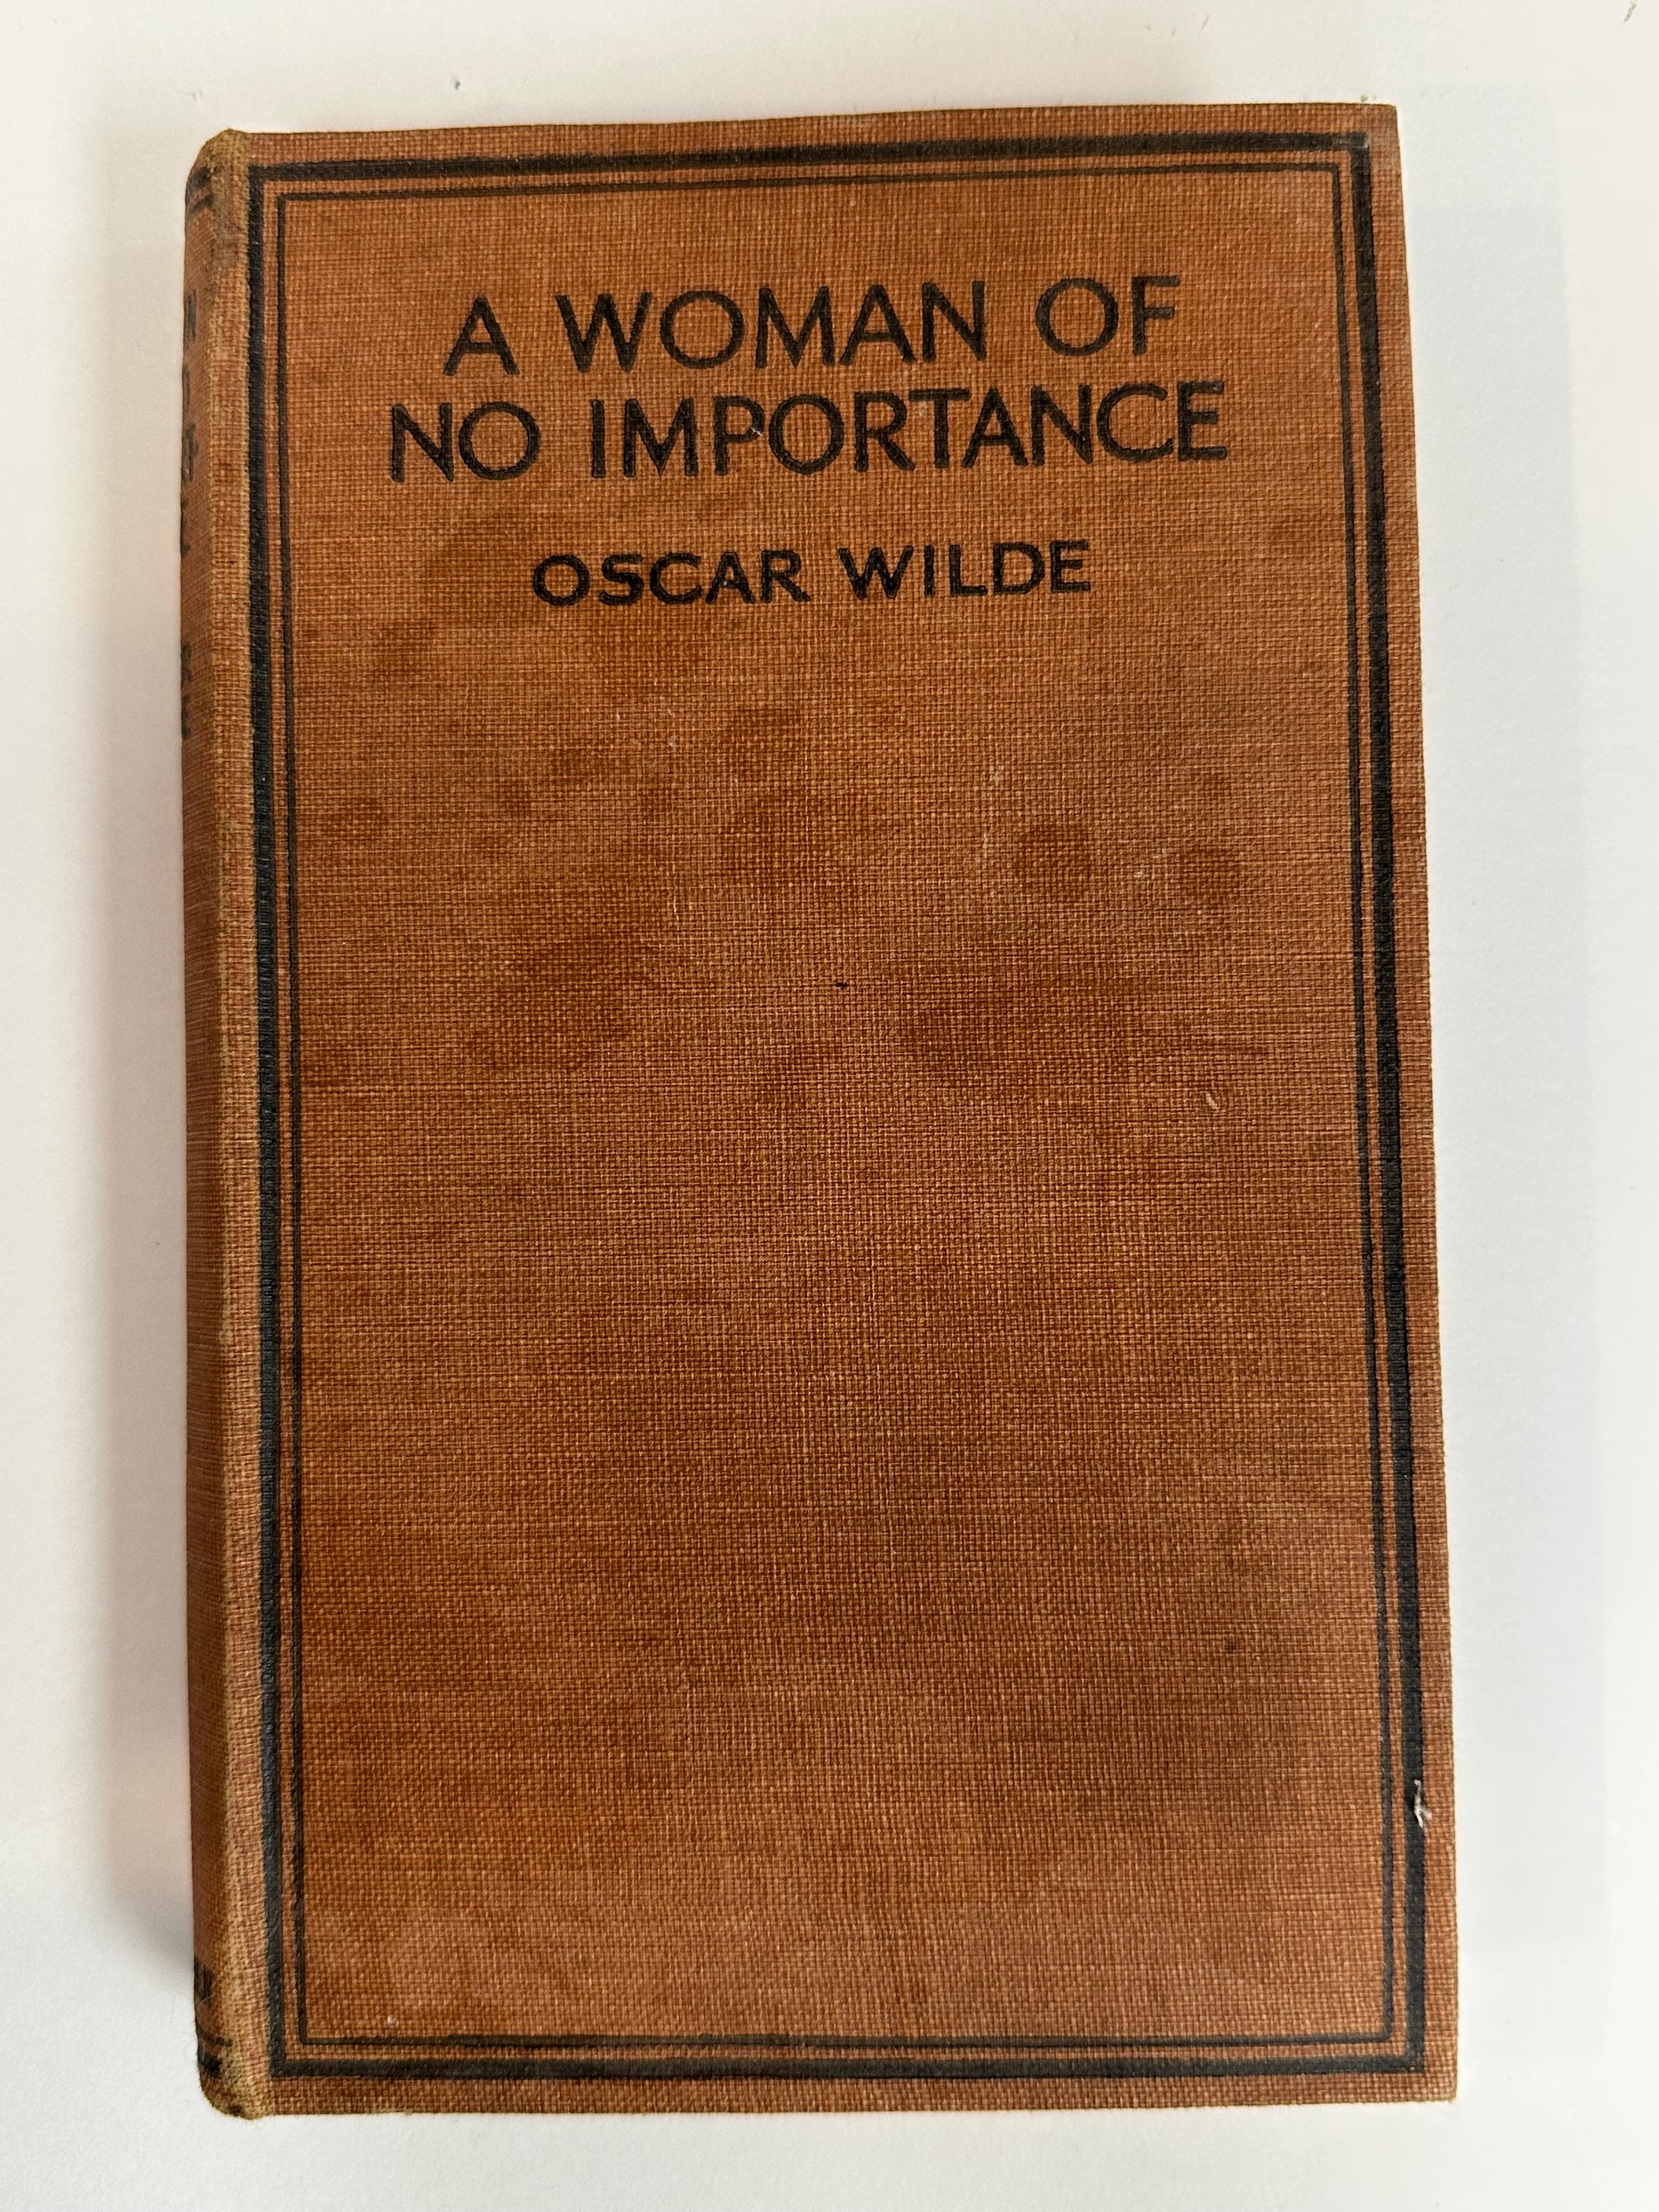 A WOMAN OF
NO IMPORTANCE
OSCAR WILDE